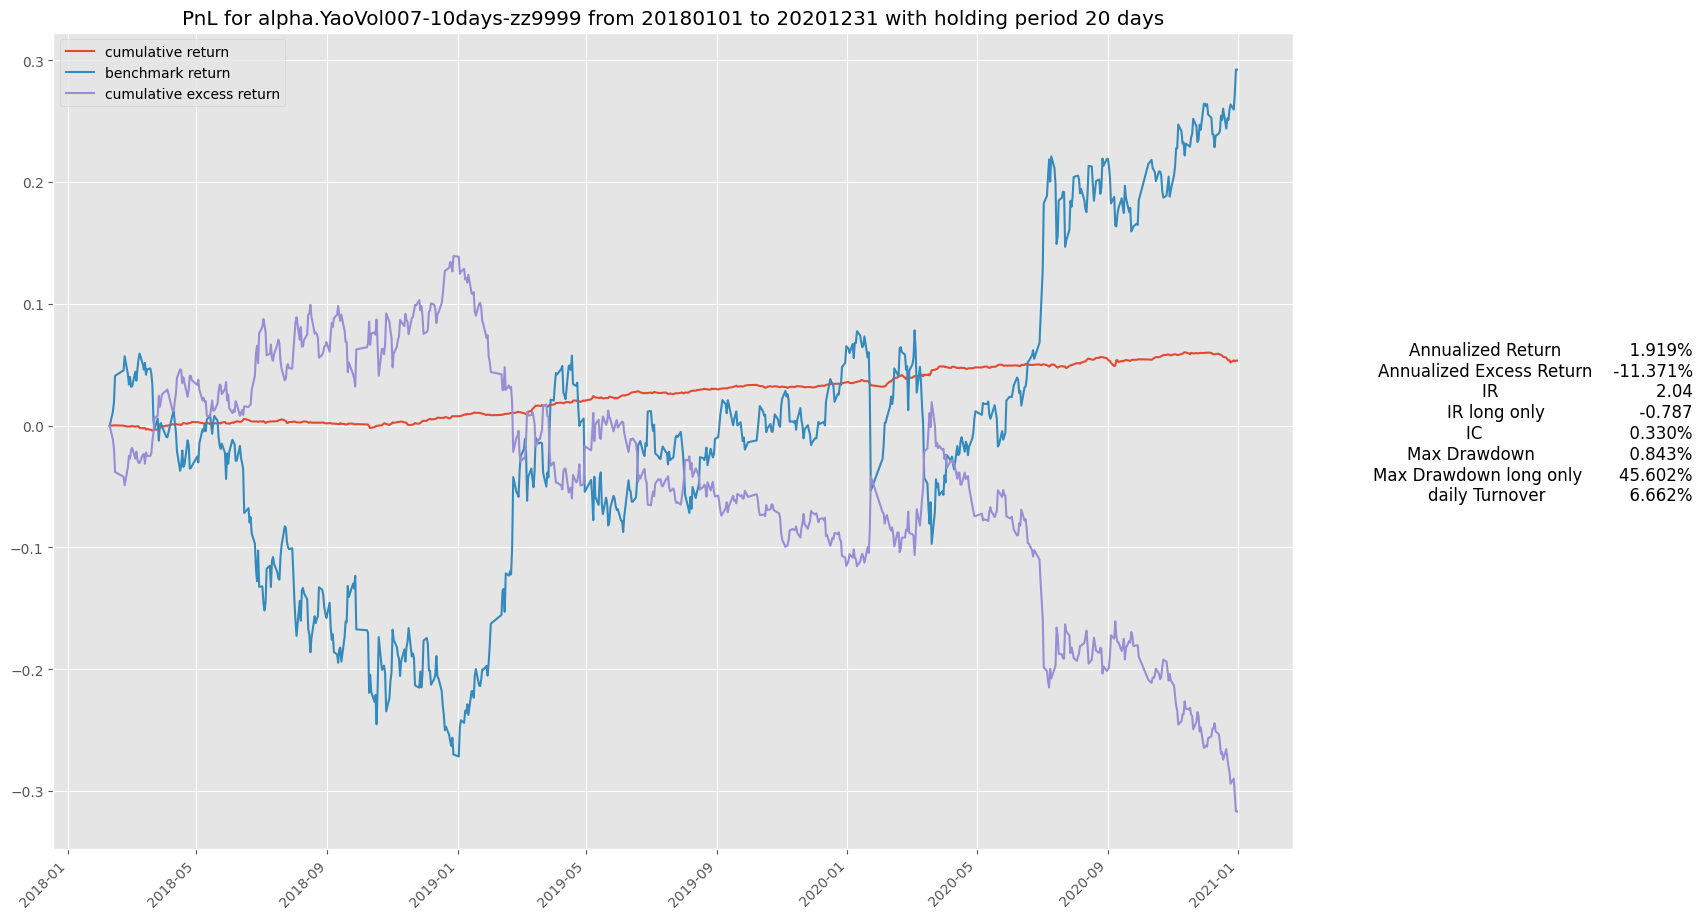 PnL for alpha.YaoVol007-10days-zz9999 from 20180101 to 20201231 with holding period 20 days
cumulative return
benchmark return
cumulative excess return
0.3
0.2
0.1
0.0
−0.1
−0.2
−0.3
2018-01
2018-05
2018-09
2019-01
2019-05
2019-09
2020-01
2020-05
2020-09
2021-01
Annualized Return 1.919%
Annualized Excess Return -11.371%
IR 2.04
IR long only -0.787
IC 0.330%
Max Drawdown 0.843%
Max Drawdown long only 45.602%
daily Turnover 6.662%